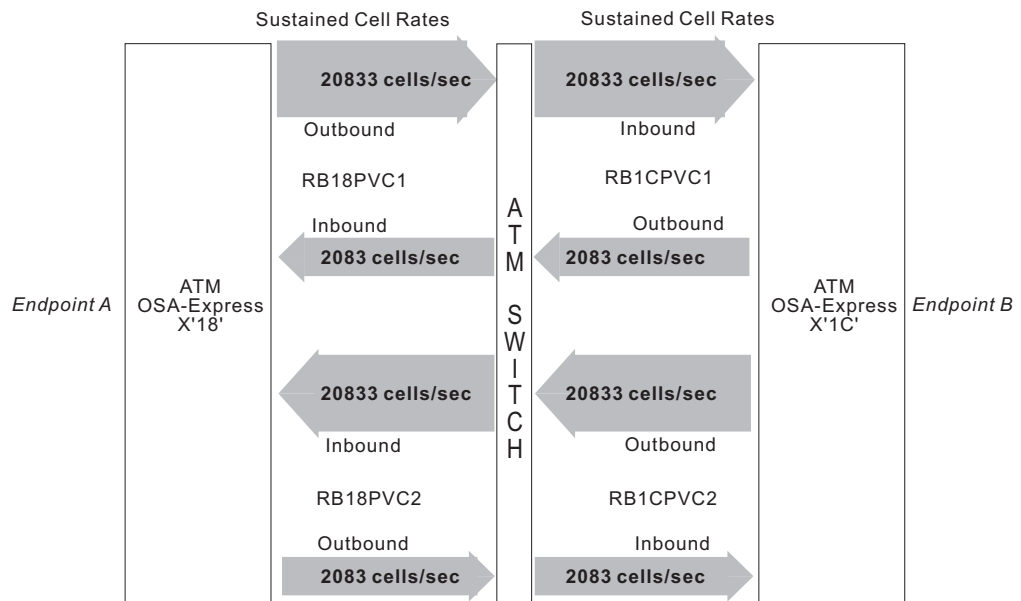 Sustained Cell Rates
Sustained Cell Rates
20833 cells/sec
20833 cells/sec
Outbound
Inbound
RB18PVC1
RB1CPVC1
Inbound
Outbound
2083 cells/sec
2083 cells/sec
Endpoint A
ATM
OSA-Express
X'18'
ATM SWITCH
ATM
OSA-Express
X'1C'
Endpoint B
20833 cells/sec
20833 cells/sec
Inbound
Outbound
RB18PVC2
RB1CPVC2
Outbound
Inbound
2083 cells/sec
2083 cells/sec